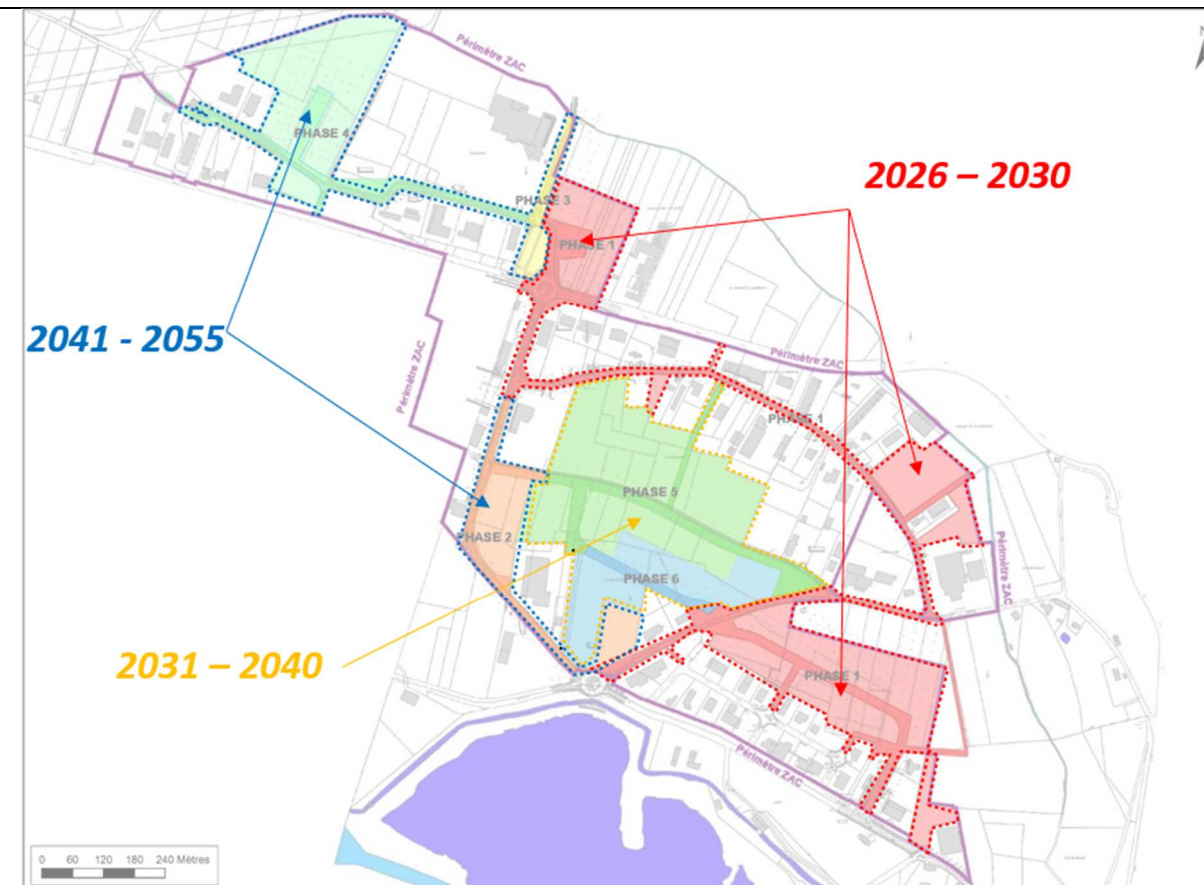 Périmètre ZAC
2026 – 2030
PHASE 4
PHASE 3
PHASE 1
2041 - 2055
Périmètre ZAC
Périmètre ZAC
PHASE 1
PHASE 5
PHASE 2
PHASE 6
Périmètre ZAC
2031 – 2040
PHASE 1
Périmètre ZAC
0 60 120 180 240 Mètres